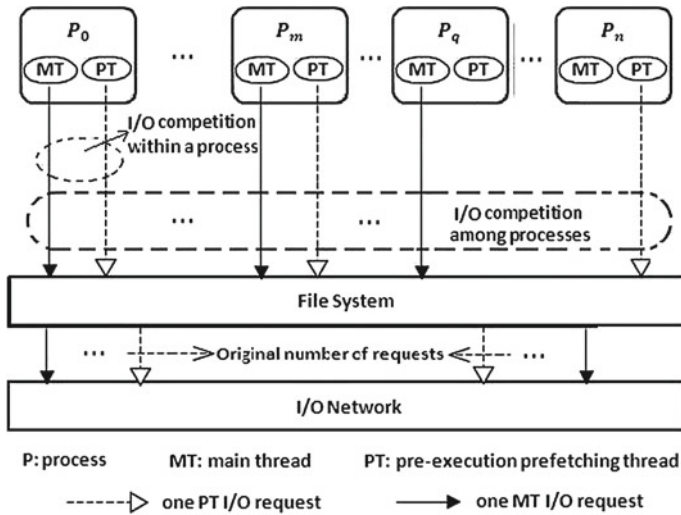 P0 ... Pm ... Pq ... Pn
MT PT MT PT MT PT MT PT
I/O competition
within a process
... ... I/O competition
among processes
File System
... Original number of requests ...
I/O Network
P: process MT: main thread PT: pre-execution prefetching thread
one PT I/O request one MT I/O request